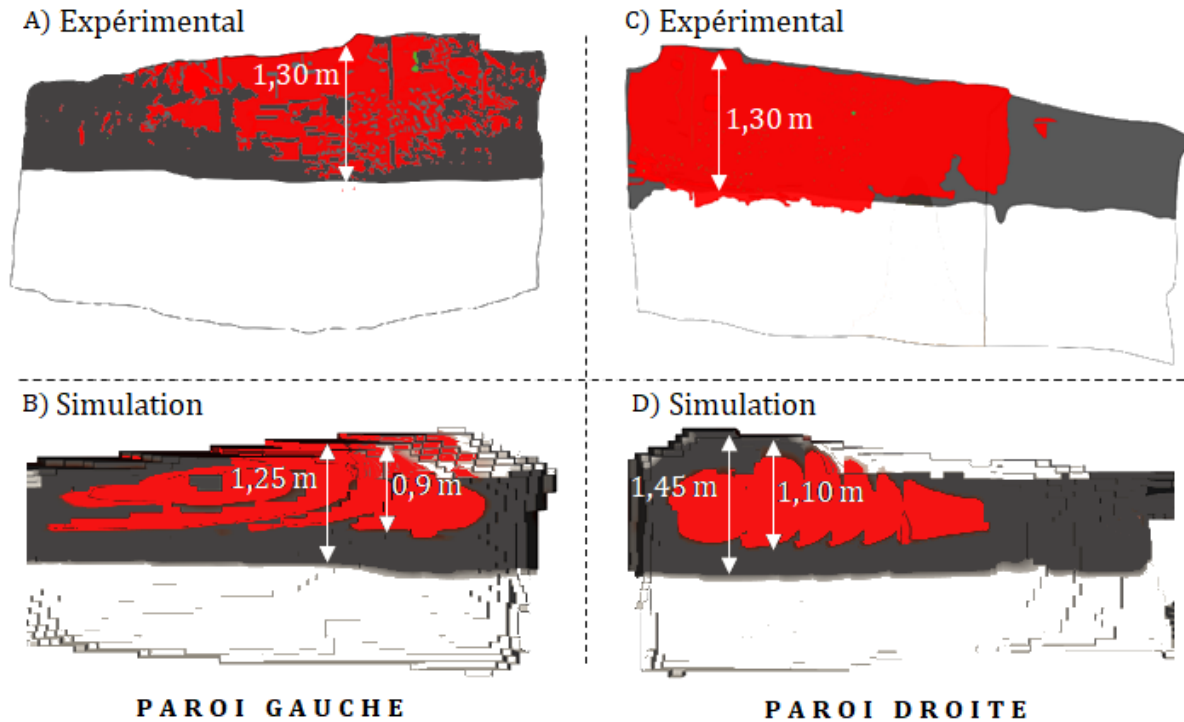 A) Expérimental
1,30 m
B) Simulation
1,25 m
0,9 m
PAROI GAUCHE
C) Expérimental
1,30 m
D) Simulation
1,45 m
1,10 m
PAROI DROITE